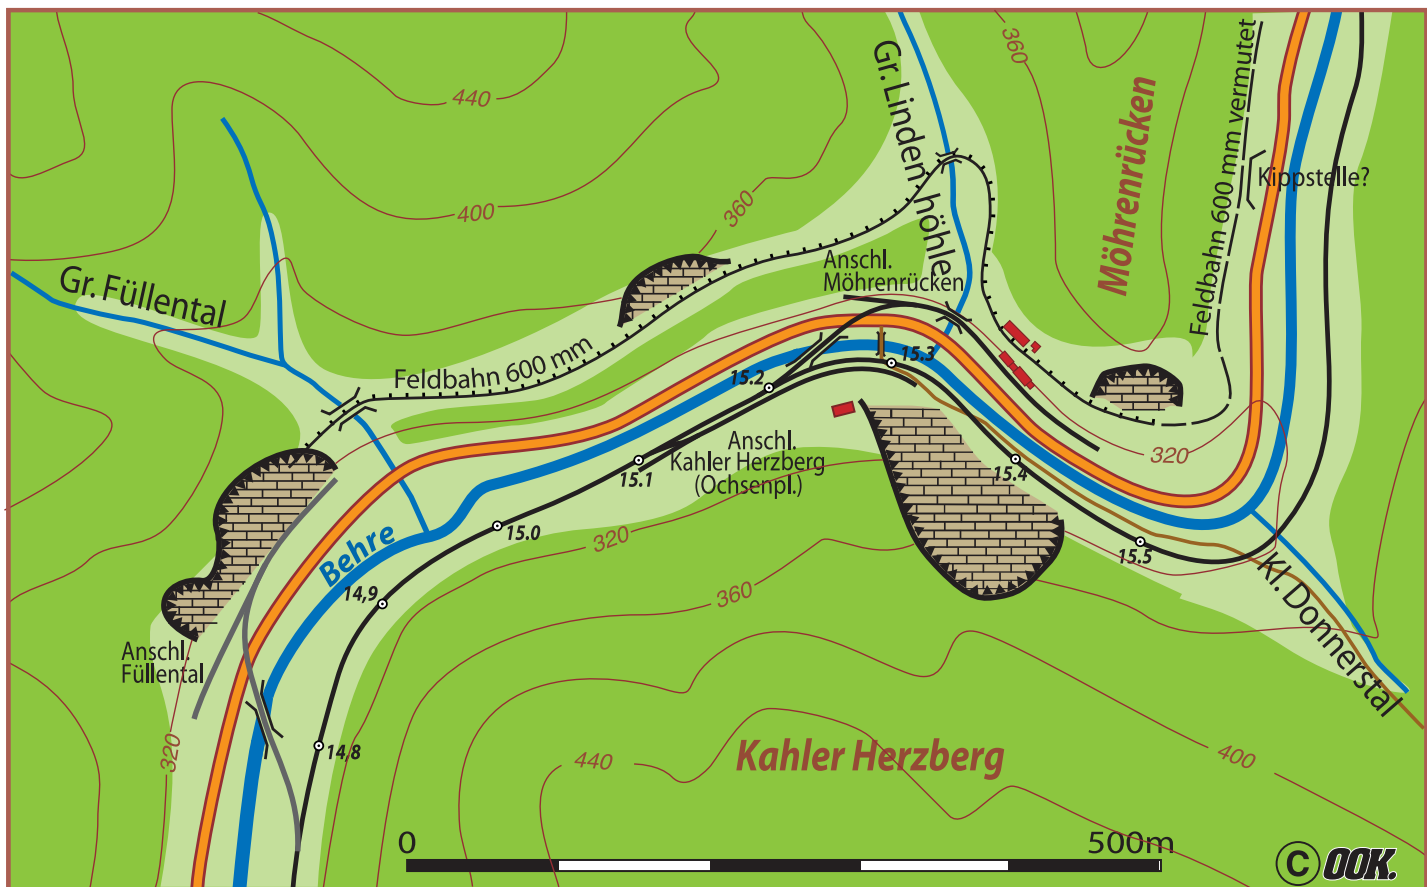 440
400
360
360
Gr. Lindenhöhle
Möhrenrücken
Feldbahn 600 mm vermutet
Kippstelle?
Gr. Füllental
Feldbahn 600 mm
Anschl.
Möhrenrücken
15.3
15.2
Anschl.
Kahler Herzberg
(Ochsenpl.)
15.1
15.4
320
15.0
15.5
320
Behre
14,9
360
Kl. Donnerstal
Anschl.
Füllental
320
14,8
440
Kahler Herzberg
400
0
500m
C OOK.